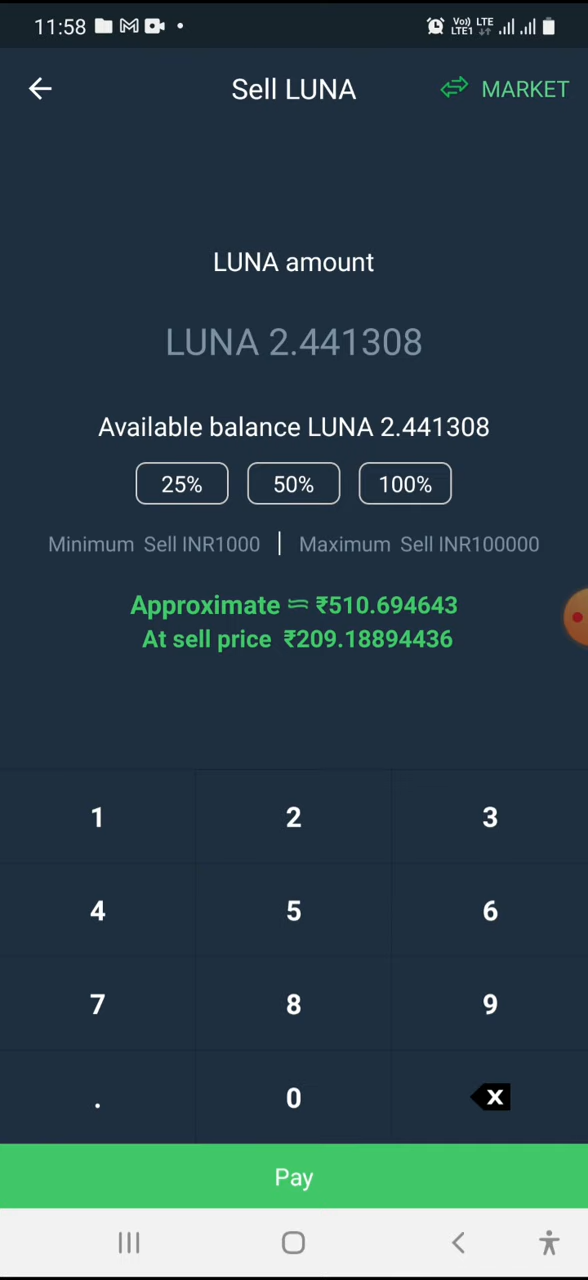 11:58 Vo)) LTE LTE1
Sell LUNA MARKET
LUNA amount
LUNA 2.441308
Available balance LUNA 2.441308
25% 50% 100%
Minimum Sell INR1000 | Maximum Sell INR100000
Approximate ≈ ₹510.694643
At sell price ₹209.18894436
1 2 3
4 5 6
7 8 9
. 0 X
Pay